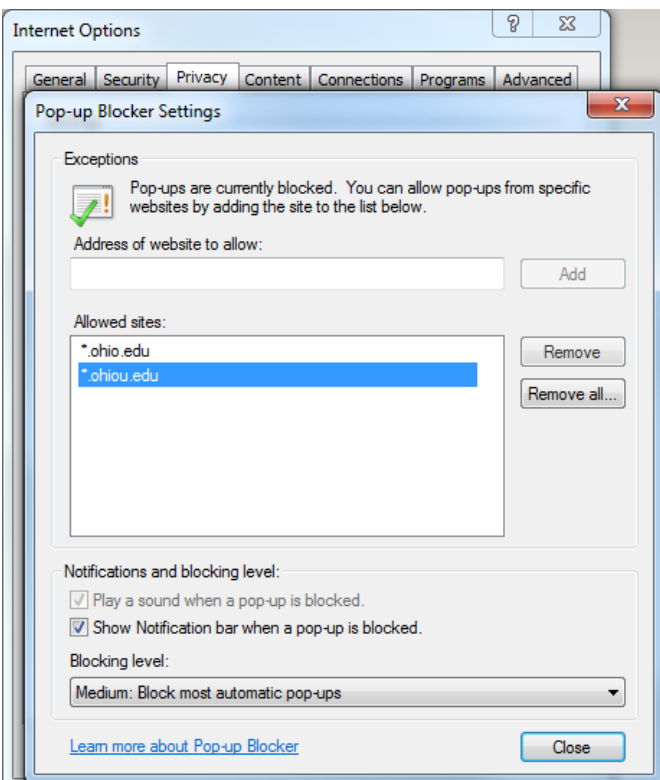 Internet Options
?
General Security Privacy Content Connections Programs Advanced
Pop-up Blocker Settings
Exceptions
Pop-ups are currently blocked. You can allow pop-ups from specific
websites by adding the site to the list below.
Address of website to allow:
Add
Allowed sites:
*.ohio.edu
*.ohiou.edu
Remove
Remove all...
Notifications and blocking level:
Play a sound when a pop-up is blocked.
Show Notification bar when a pop-up is blocked.
Blocking level:
Medium: Block most automatic pop-ups
Learn more about Pop-up Blocker
Close